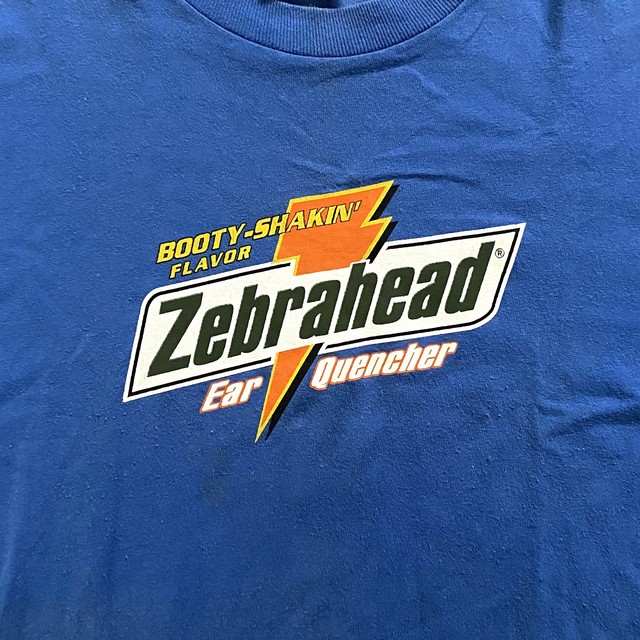 BOOTY-SHAKIN'
FLAVOR
Zebrahead®
Ear Quencher